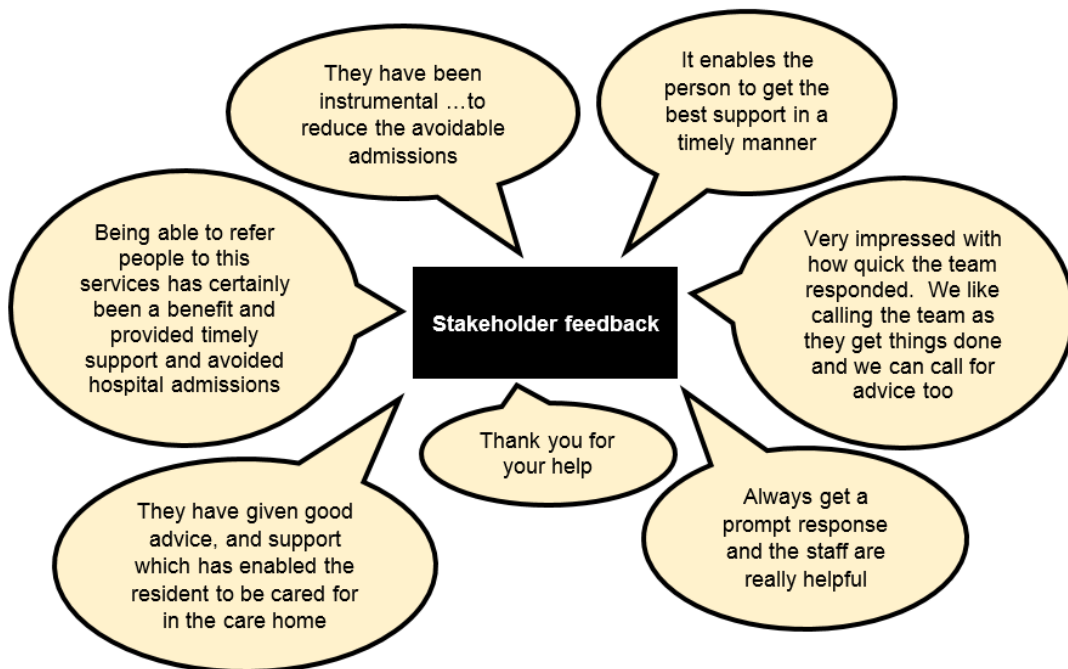 They have been
instrumental …to
reduce the avoidable
admissions
It enables the
person to get the
best support in a
timely manner
Being able to refer
people to this
services has certainly
been a benefit and
provided timely
support and avoided
hospital admissions
Stakeholder feedback
Very impressed with
how quick the team
responded.  We like
calling the team as
they get things done
and we can call for
advice too
Thank you for
your help
They have given good
advice, and support
which has enabled the
resident to be cared for
in the care home
Always get a
prompt response
and the staff are
really helpful